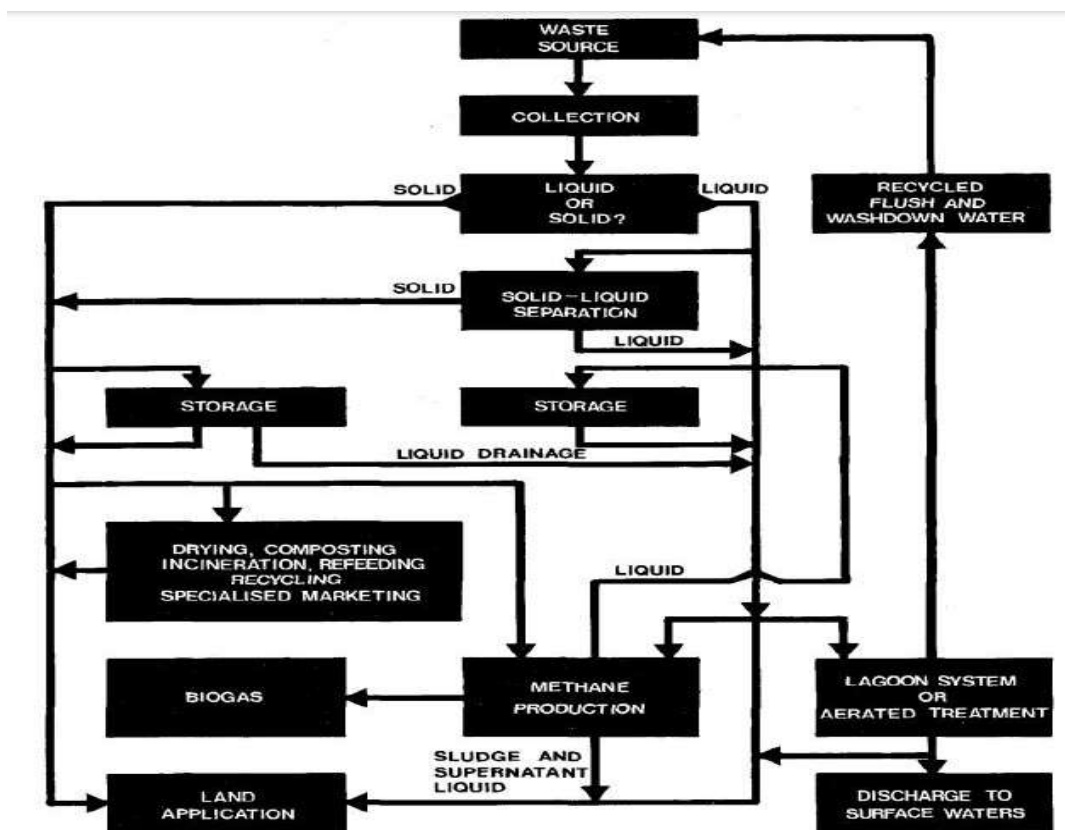 WASTE
SOURCE
COLLECTION
SOLID
LIQUID
OR
SOLID?
LIQUID
RECYCLED
FLUSH AND
WASHDOWN WATER
SOLID
SOLID-LIQUID
SEPARATION
LIQUID
STORAGE
STORAGE
LIQUID DRAINAGE
DRYING, COMPOSTING
INCINERATION, REFEEDING
RECYCLING
SPECIALISED MARKETING
LIQUID
BIOGAS
METHANE
PRODUCTION
LAGOON SYSTEM
OR
AERATED TREATMENT
SLUDGE AND
SUPERNATANT
LIQUID
LAND
APPLICATION
DISCHARGE TO
SURFACE WATERS